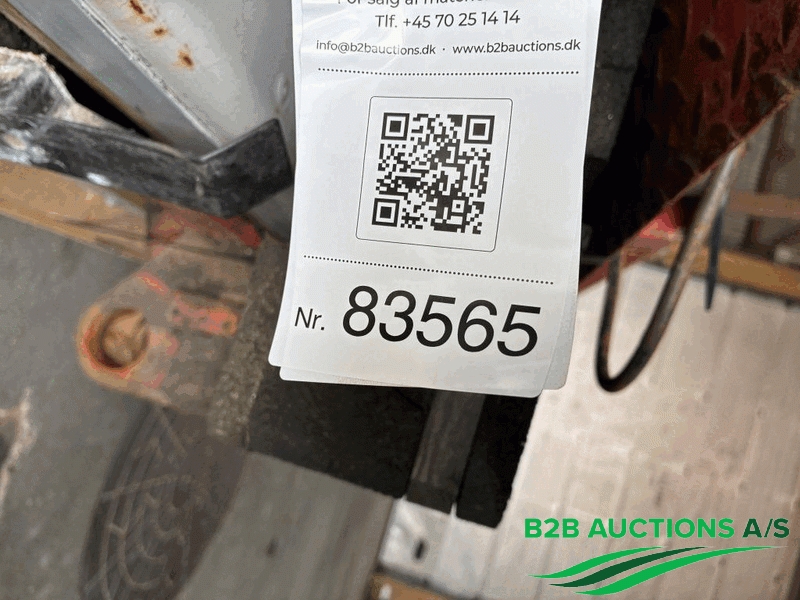 Tlf. +45 70 25 14 14
info@b2bauctions.dk · www.b2bauctions.dk
Nr. 83565
B2B AUCTIONS A/S